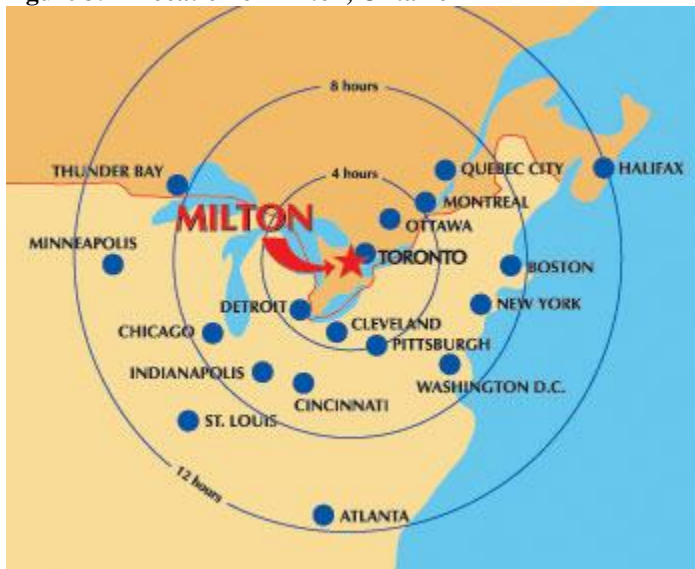 8 hours
4 hours
THUNDER BAY
QUEBEC CITY
HALIFAX
MONTREAL
MILTON
OTTAWA
MINNEAPOLIS
TORONTO
BOSTON
DETROIT
NEW YORK
CHICAGO
CLEVELAND
PITTSBURGH
INDIANAPOLIS
WASHINGTON D.C.
CINCINNATI
ST. LOUIS
12 hours
ATLANTA